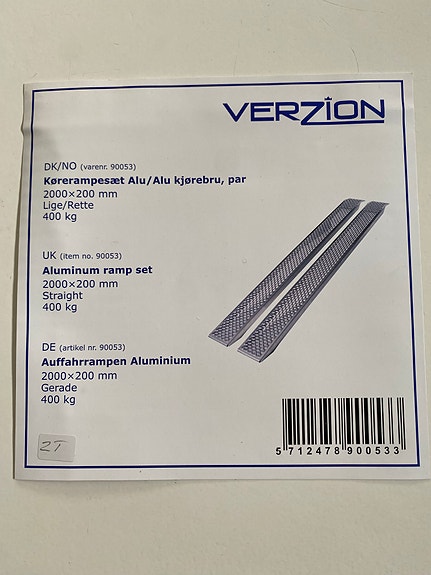 VERZION
DK/NO (varenr. 90053)
Kørerampesæt Alu/Alu kjørebru, par
2000×200 mm
Lige/Rette
400 kg
UK (item no. 90053)
Aluminum ramp set
2000×200 mm
Straight
400 kg
DE (artikel nr. 90053)
Auffahrrampen Aluminium
2000×200 mm
Gerade
400 kg
2T
5 712478 900533